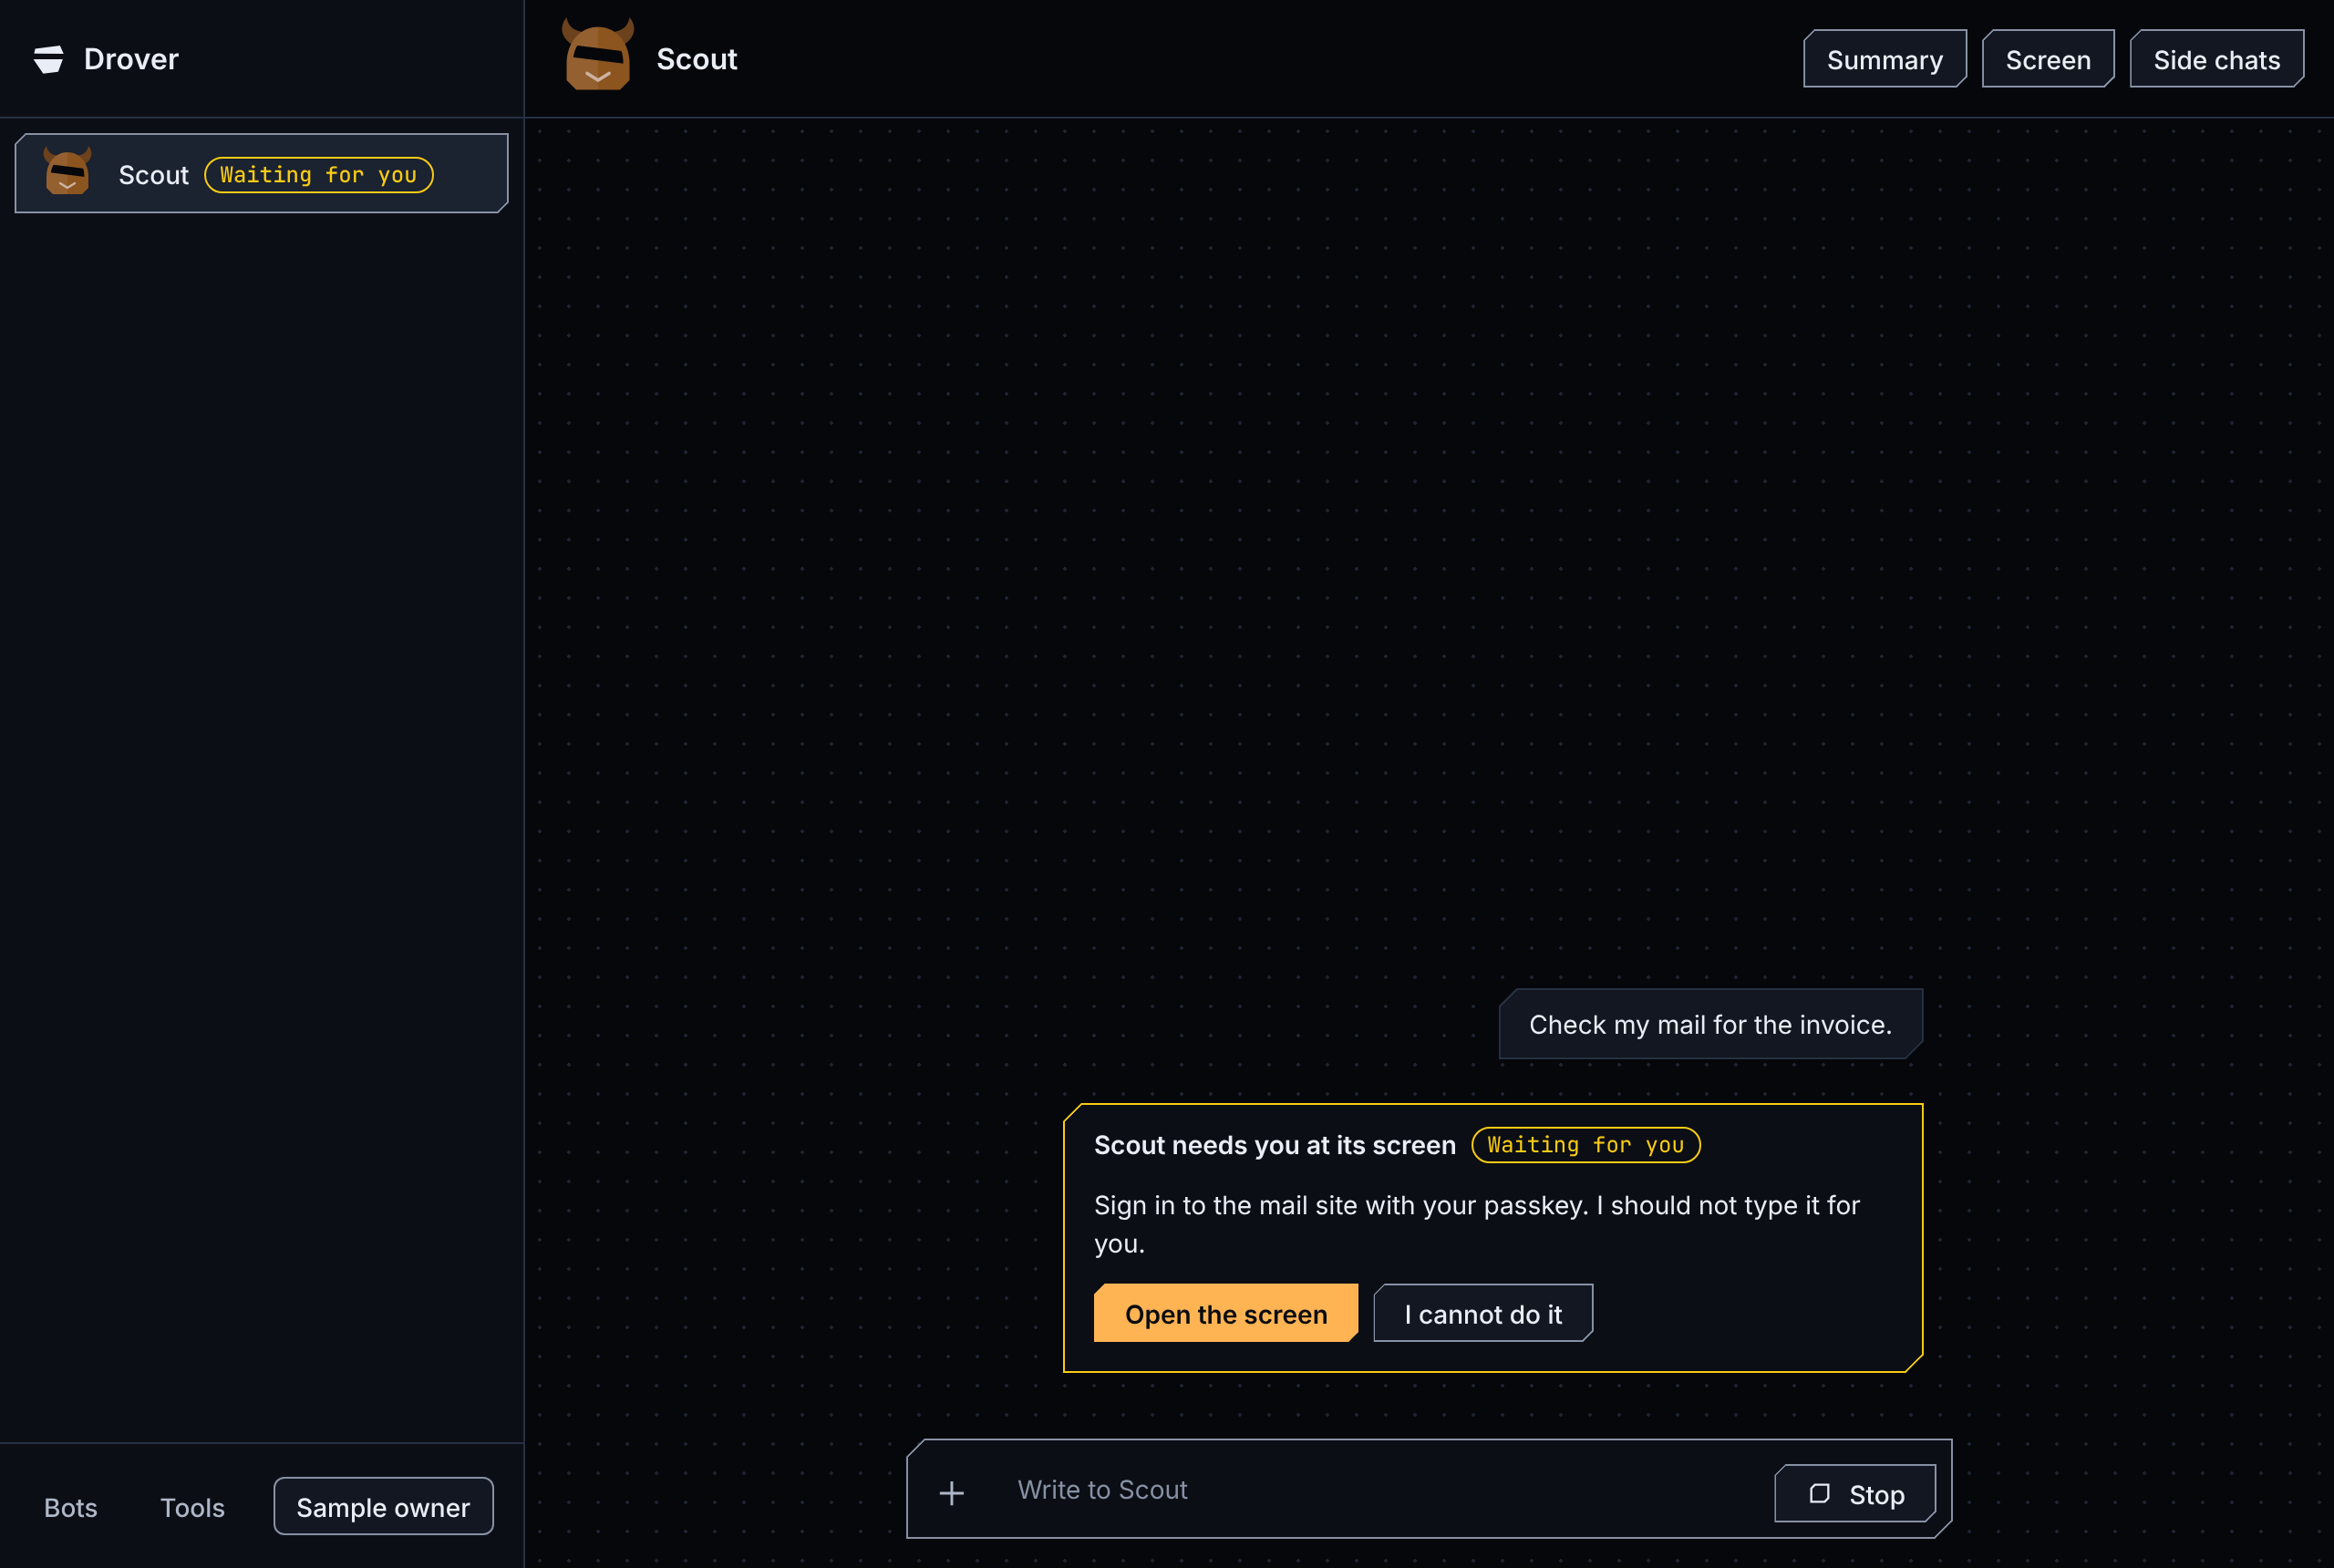 Drover
Scout
Summary
Screen
Side chats
Scout
Waiting for you
Check my mail for the invoice.
Scout needs you at its screen
Waiting for you
Sign in to the mail site with your passkey. I should not type it for
you.
Open the screen
I cannot do it
Write to Scout
Stop
Bots
Tools
Sample owner